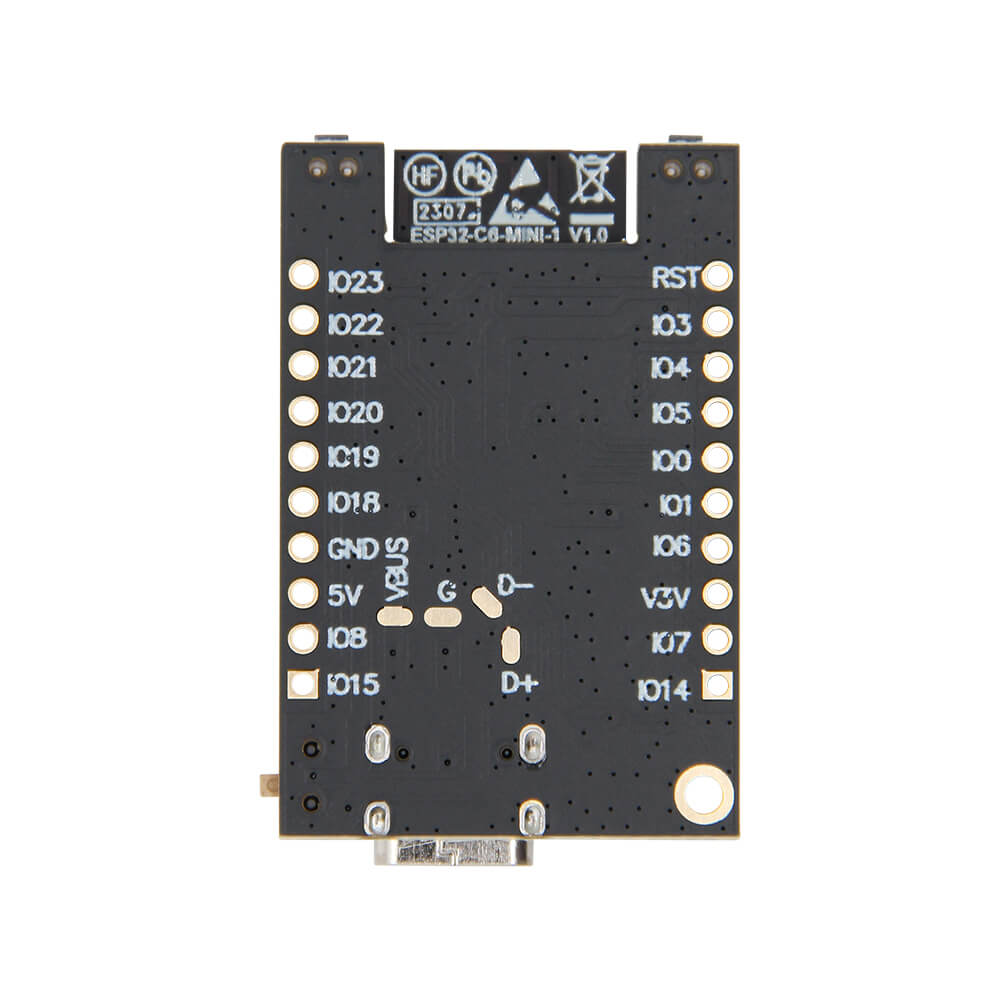 HF Pb
2307
ESP32-C6-MINI-1 V1.0
IO23 RST
IO22 IO3
IO21 IO4
IO20 IO5
IO19 IO0
IO18 IO1
GND IO6
VBUS
5V G D- V3V
IO8 IO7
IO15 D+ IO14